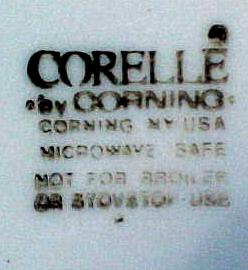 CORELLE
by CORNING
CORNING NY USA
MICROWAVE SAFE
NOT FOR BROILER
OR STOVETOP USE